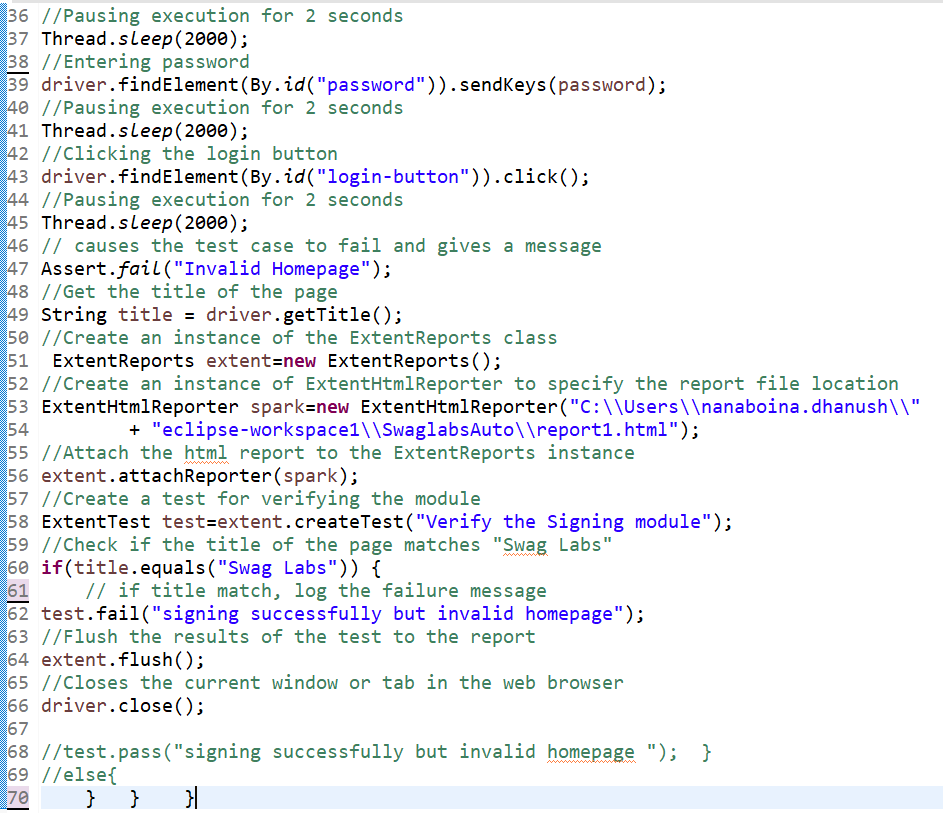 36 //Pausing execution for 2 seconds
37 Thread.sleep(2000);
38 //Entering password
39 driver.findElement(By.id("password")).sendKeys(password);
40 //Pausing execution for 2 seconds
41 Thread.sleep(2000);
42 //Clicking the login button
43 driver.findElement(By.id("login-button")).click();
44 //Pausing execution for 2 seconds
45 Thread.sleep(2000);
46 // causes the test case to fail and gives a message
47 Assert.fail("Invalid Homepage");
48 //Get the title of the page
49 String title = driver.getTitle();
50 //Create an instance of the ExtentReports class
51  ExtentReports extent=new ExtentReports();
52 //Create an instance of ExtentHtmlReporter to specify the report file location
53 ExtentHtmlReporter spark=new ExtentHtmlReporter("C:\\Users\\nanaboina.dhanush\\"
54         + "eclipse-workspace1\\SwaglabsAuto\\report1.html");
55 //Attach the html report to the ExtentReports instance
56 extent.attachReporter(spark);
57 //Create a test for verifying the module
58 ExtentTest test=extent.createTest("Verify the Signing module");
59 //Check if the title of the page matches "Swag Labs"
60 if(title.equals("Swag Labs")) {
61     // if title match, log the failure message
62 test.fail("signing successfully but invalid homepage");
63 //Flush the results of the test to the report
64 extent.flush();
65 //Closes the current window or tab in the web browser
66 driver.close();
67
68 //test.pass("signing successfully but invalid homepage ");  }
69 //else{
70     }   }    }